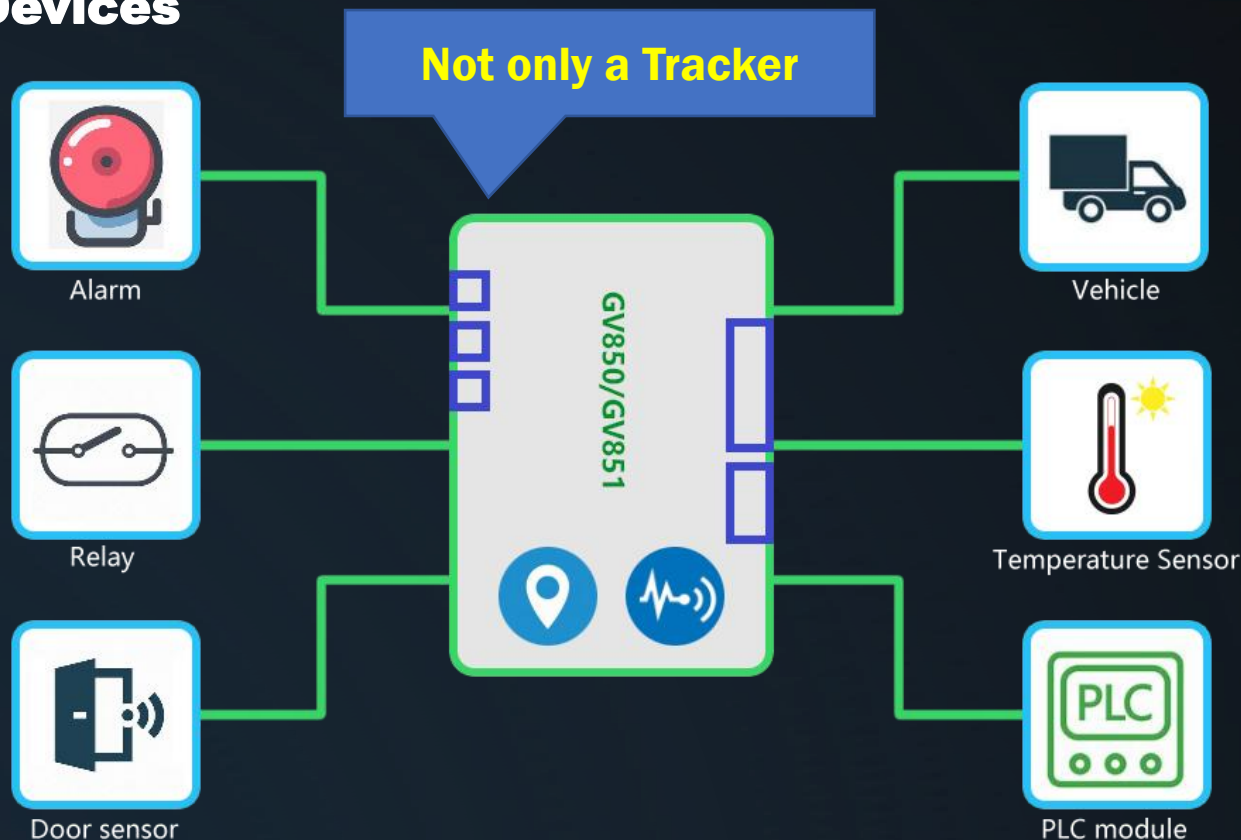 Devices
Not only a Tracker
Alarm
Vehicle
GV850/GV851
Relay
Temperature Sensor
PLC
Door sensor
PLC module